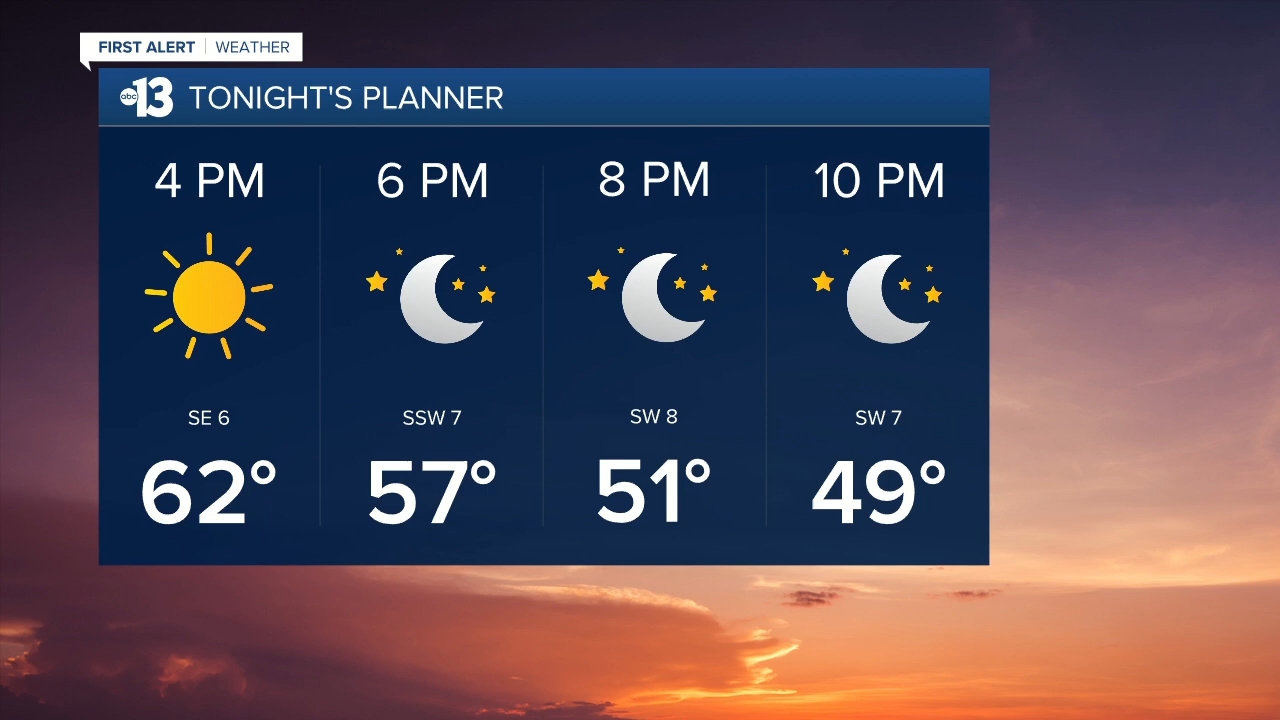 FIRST ALERT | WEATHER
abc 13 TONIGHT'S PLANNER
4 PM 6 PM 8 PM 10 PM
SE 6 SSW 7 SW 8 SW 7
62° 57° 51° 49°